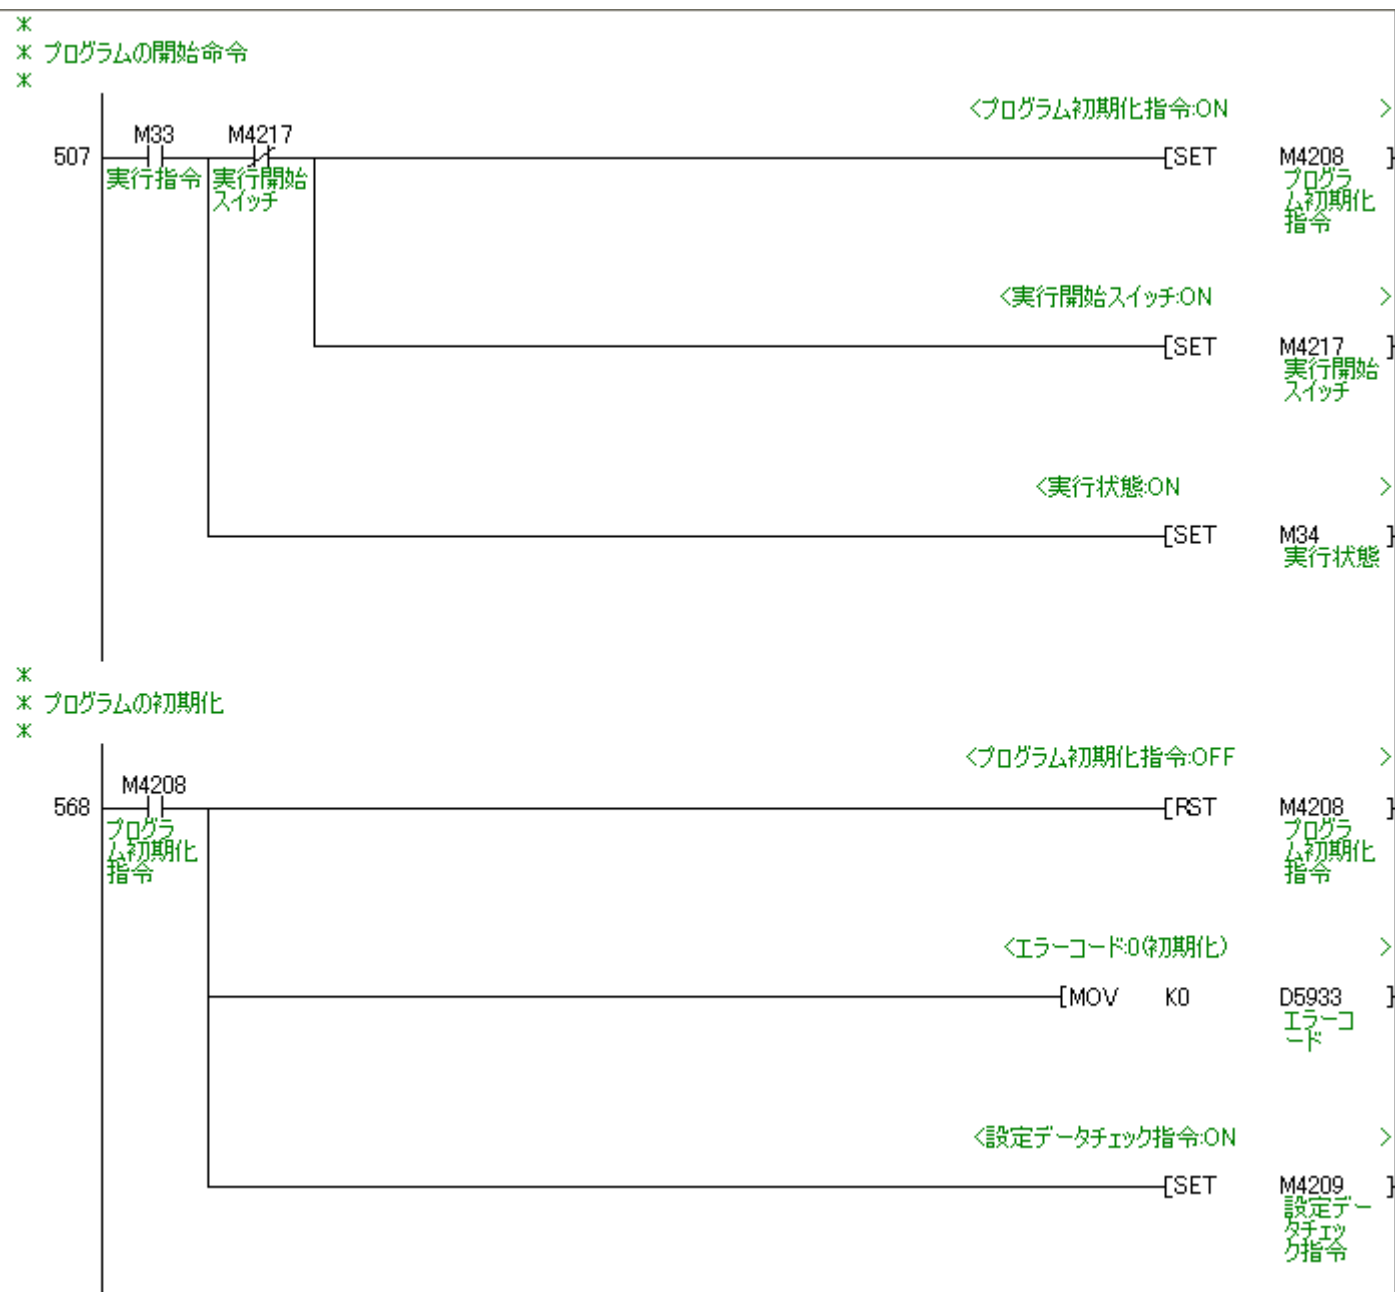 *
* プログラムの開始命令
*
<プログラム初期化指令:ON >
M33 M4217
507 [SET M4208 ]
実行指令 実行開始スイッチ プログラム初期化指令
<実行開始スイッチ:ON >
[SET M4217 ]
実行開始
スイッチ
<実行状態:ON >
[SET M34 ]
実行状態
*
* プログラムの初期化
*
<プログラム初期化指令:OFF >
M4208
568 [RST M4208 ]
プログラ プログラ
ム初期化 ム初期化
指令 指令
<エラーコード:0(初期化) >
[MOV K0 D5933 ]
エラーコ
ード
<設定データチェック指令:ON >
[SET M4209 ]
設定デー
タチェッ
ク指令